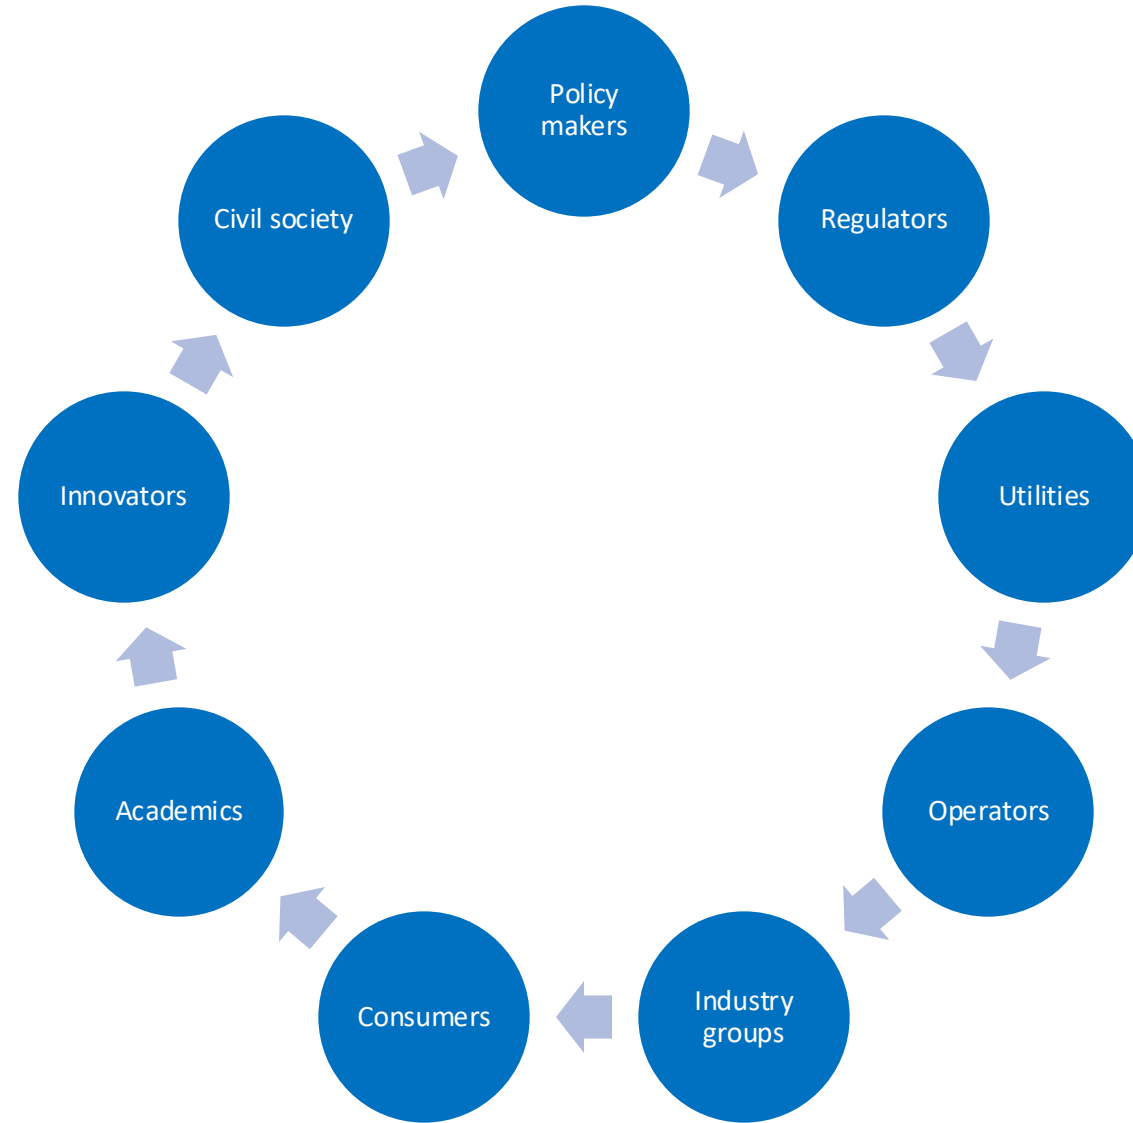 Policy
makers
Regulators
Utilities
Operators
Industry
groups
Consumers
Academics
Innovators
Civil society